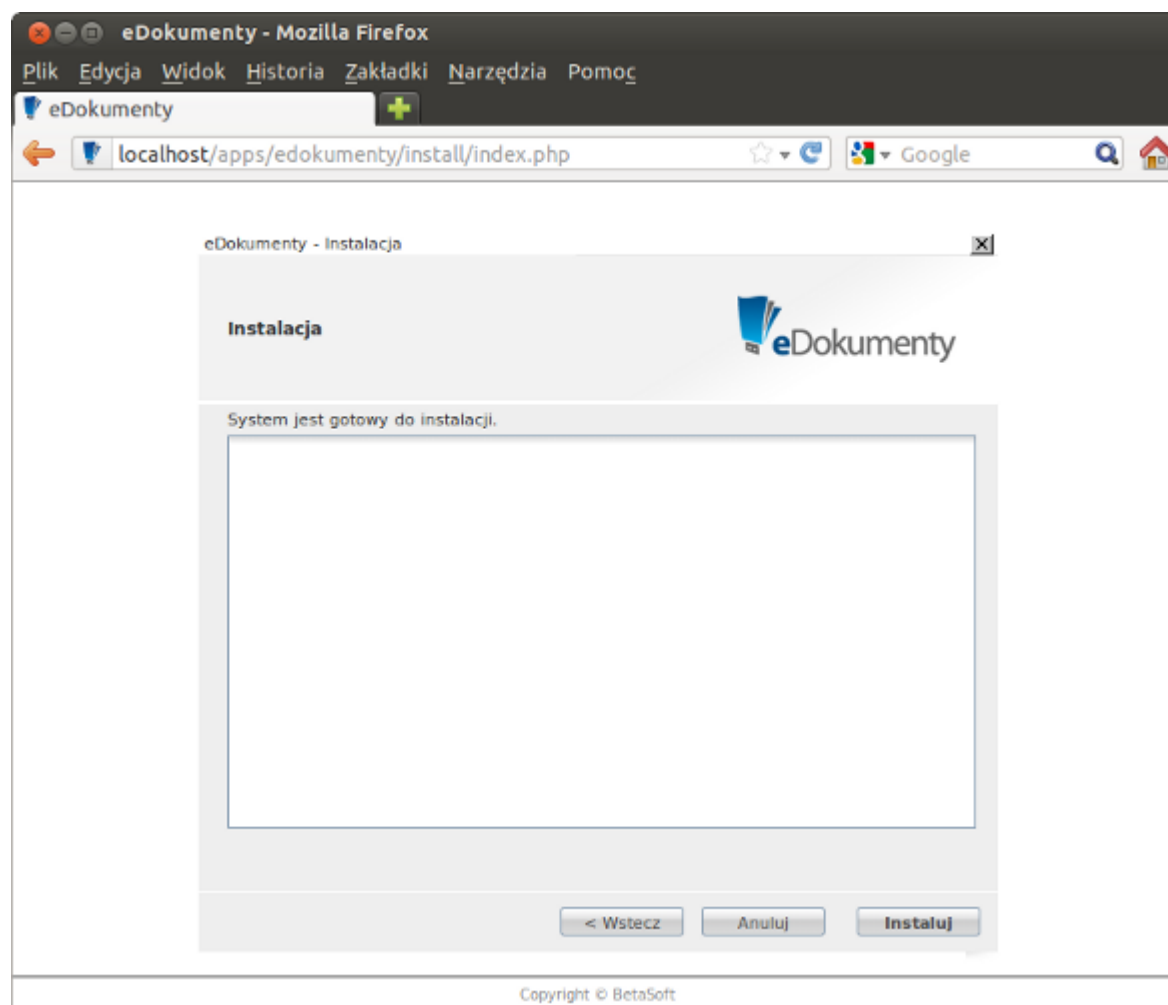 eDokumenty - Mozilla Firefox
Plik Edycja Widok Historia Zakładki Narzędzia Pomoc
eDokumenty
localhost/apps/edokumenty/install/index.php Google
eDokumenty - Instalacja
Instalacja
eDokumenty
System jest gotowy do instalacji.
< Wstecz Anuluj Instaluj
Copyright © BetaSoft